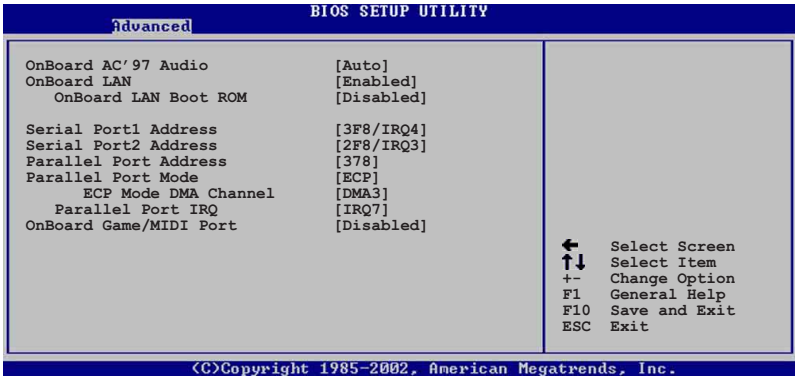 BIOS SETUP UTILITY
Advanced
OnBoard AC'97 Audio [Auto]
OnBoard LAN [Enabled]
OnBoard LAN Boot ROM [Disabled]
Serial Port1 Address [3F8/IRQ4]
Serial Port2 Address [2F8/IRQ3]
Parallel Port Address [378]
Parallel Port Mode [ECP]
ECP Mode DMA Channel [DMA3]
Parallel Port IRQ [IRQ7]
OnBoard Game/MIDI Port [Disabled]
← Select Screen
↑↓ Select Item
+- Change Option
F1 General Help
F10 Save and Exit
ESC Exit
(C)Copyright 1985-2002, American Megatrends, Inc.